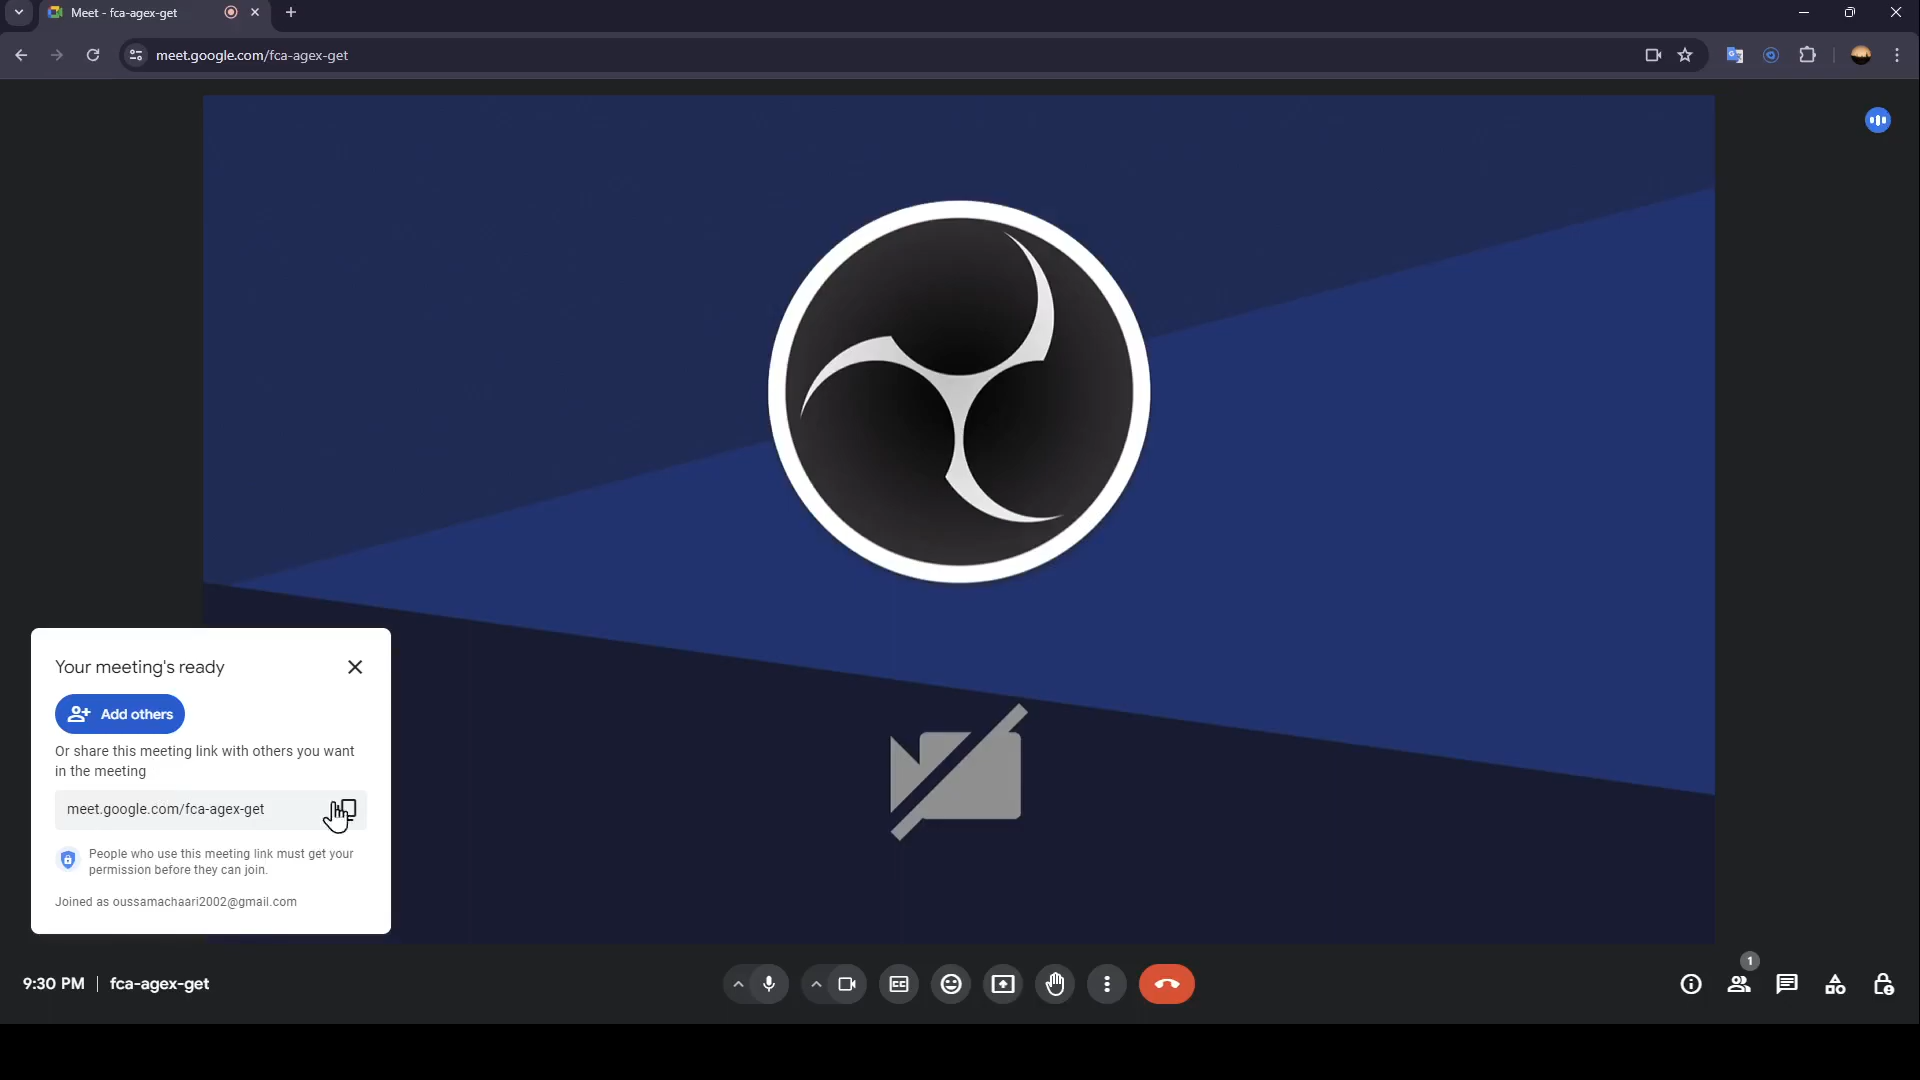 Meet - fca-agex-get
meet.google.com/fca-agex-get
Your meeting's ready
Add others
Or share this meeting link with others you want
in the meeting
meet.google.com/fca-agex-get
People who use this meeting link must get your
permission before they can join.
Joined as oussamachaari2002@gmail.com
9:30 PM | fca-agex-get
1